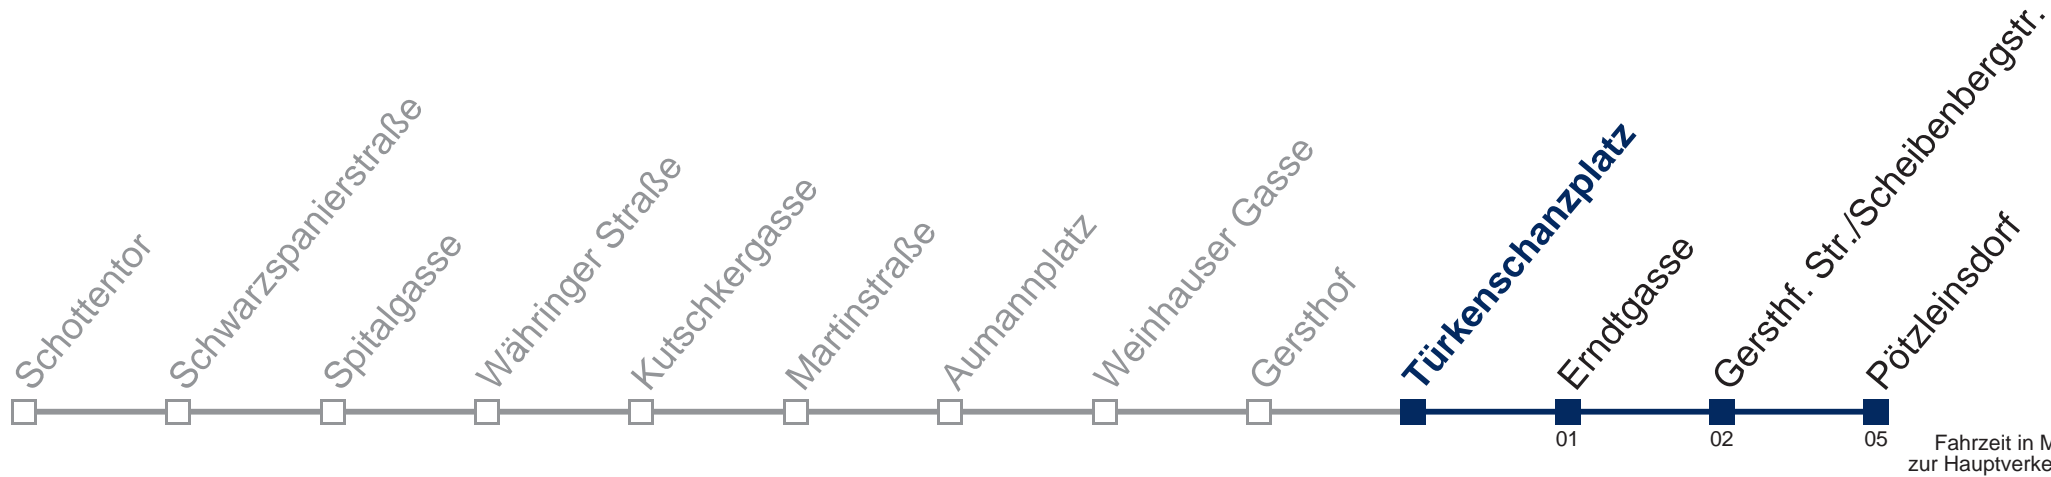 Schottentor
Schwarzspanierstraße
Spitalgasse
Währinger Straße
Kutschkergasse
Martinstraße
Aumannplatz
Weinhauser Gasse
Gersthof
Türkenschanzplatz
Erndtgasse
Gersthf. Str./Scheibenbergstr.
Pötzleinsdorf
01
02
05
Fahrzeit in M
zur Hauptverke